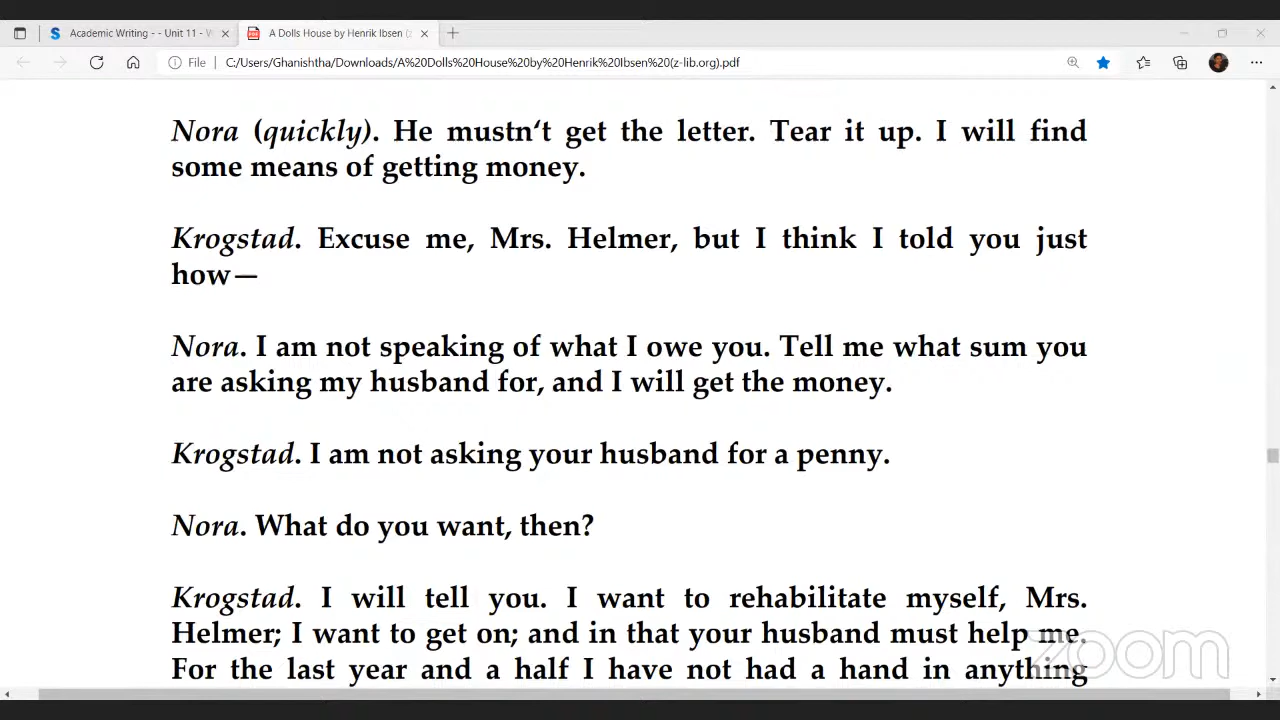 Academic Writing - - Unit 11 - W
A Dolls House by Henrik Ibsen (z
File
C:/Users/Ghanishtha/Downloads/A%20Dolls%20House%20by%20Henrik%20Ibsen%20(z-lib.org).pdf
Nora (quickly). He mustn‘t get the letter. Tear it up. I will find
some means of getting money.
Krogstad. Excuse me, Mrs. Helmer, but I think I told you just
how—
Nora. I am not speaking of what I owe you. Tell me what sum you
are asking my husband for, and I will get the money.
Krogstad. I am not asking your husband for a penny.
Nora. What do you want, then?
Krogstad. I will tell you. I want to rehabilitate myself, Mrs.
Helmer; I want to get on; and in that your husband must help me.
For the last year and a half I have not had a hand in anything
zoom